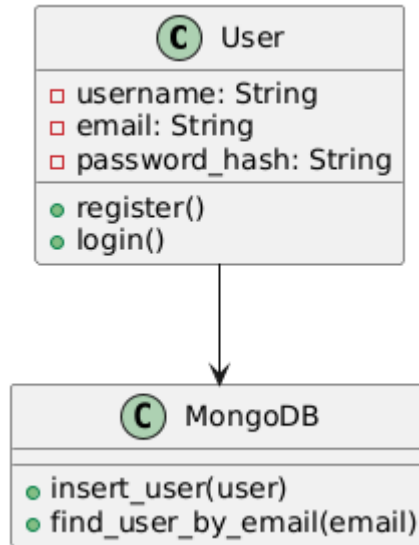 C User
username: String
email: String
password_hash: String
register()
login()
C MongoDB
insert_user(user)
find_user_by_email(email)